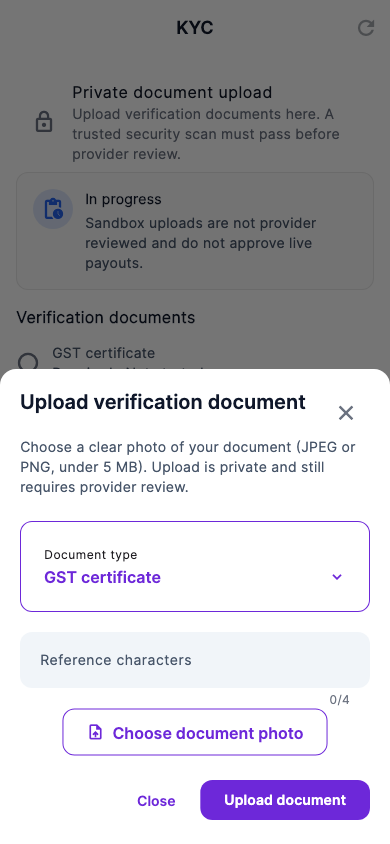 KYC
Private document upload
Upload verification documents here. A
trusted security scan must pass before
provider review.
In progress
Sandbox uploads are not provider
reviewed and do not approve live
payouts.
Verification documents
GST certificate
Upload verification document
Choose a clear photo of your document (JPEG or
PNG, under 5 MB). Upload is private and still
requires provider review.
Document type
GST certificate
Reference characters
0/4
Choose document photo
Close
Upload document